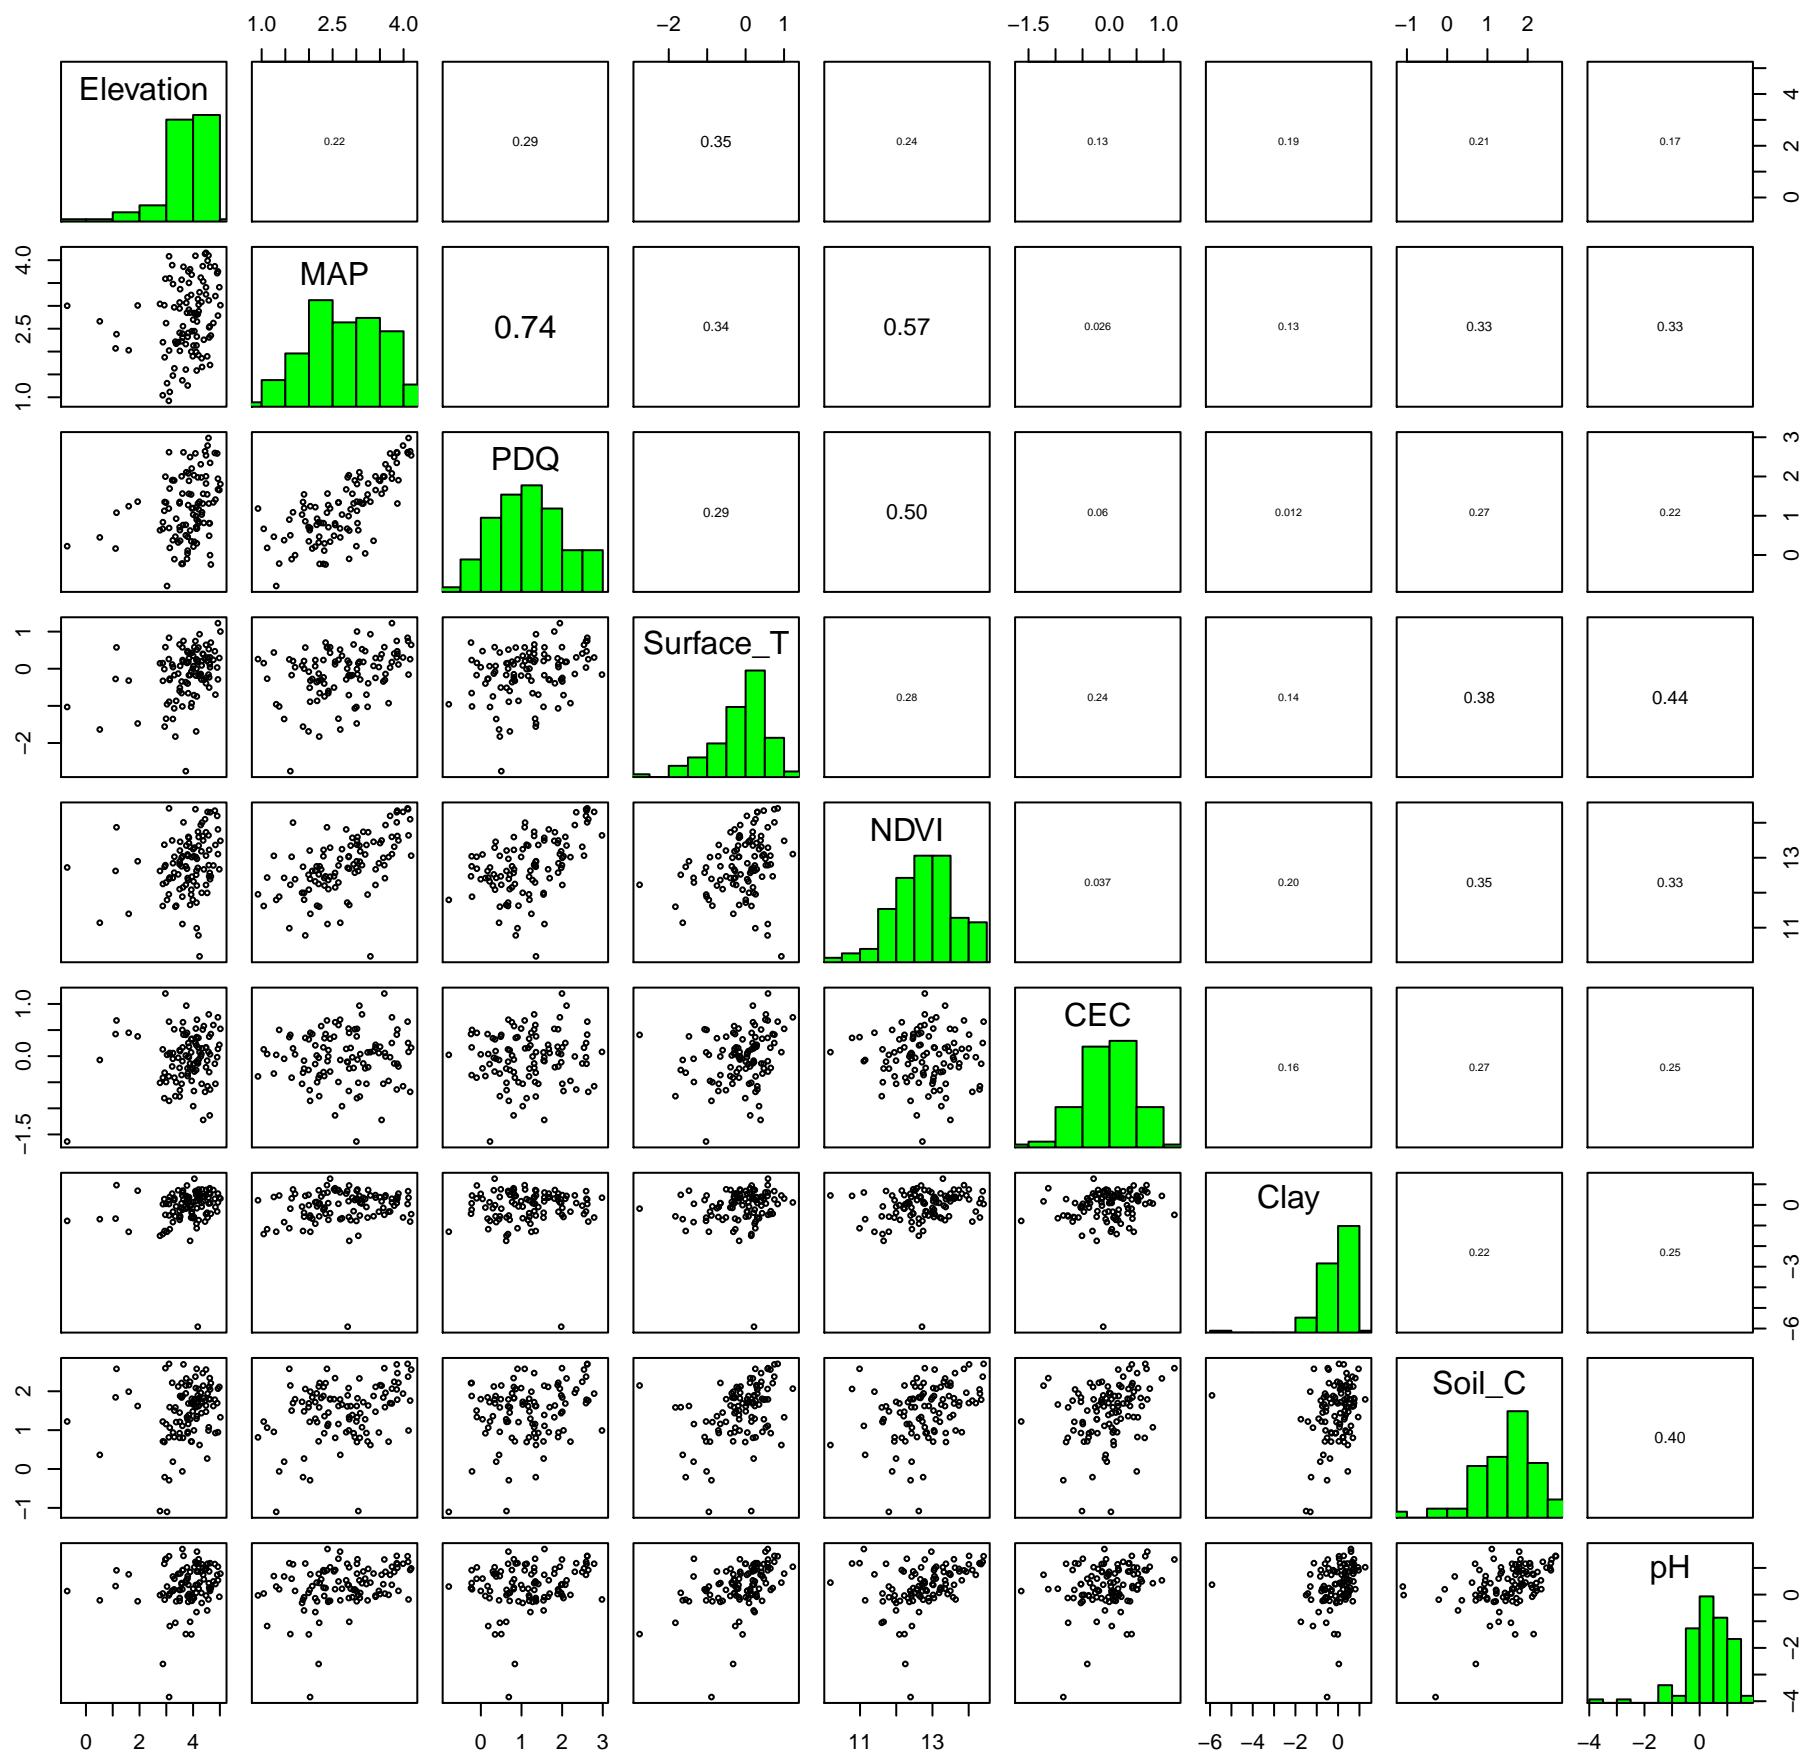 1.0 2.5 4.0 −2 0 1 −1.5 0.0 1.0 −1 0 1 2
Elevation 0.22 0.29 0.35 0.24 0.13 0.19 0.21 0.17 0 2 4
1.0 2.5 4.0 MAP 0.74 0.34 0.57 0.026 0.13 0.33 0.33
PDQ 0.29 0.50 0.06 0.012 0.27 0.22 0 1 2 3
−2 0 1 Surface_T 0.28 0.24 0.14 0.38 0.44
NDVI 0.037 0.20 0.35 0.33 11 13
−1.5 0.0 1.0 CEC 0.16 0.27 0.25
Clay 0.22 0.25 −6 −3 0
−1 0 1 2 Soil_C 0.40
pH −4 −2 0
0 2 4 0 1 2 3 11 13 −6 −4 −2 0 −4 −2 0